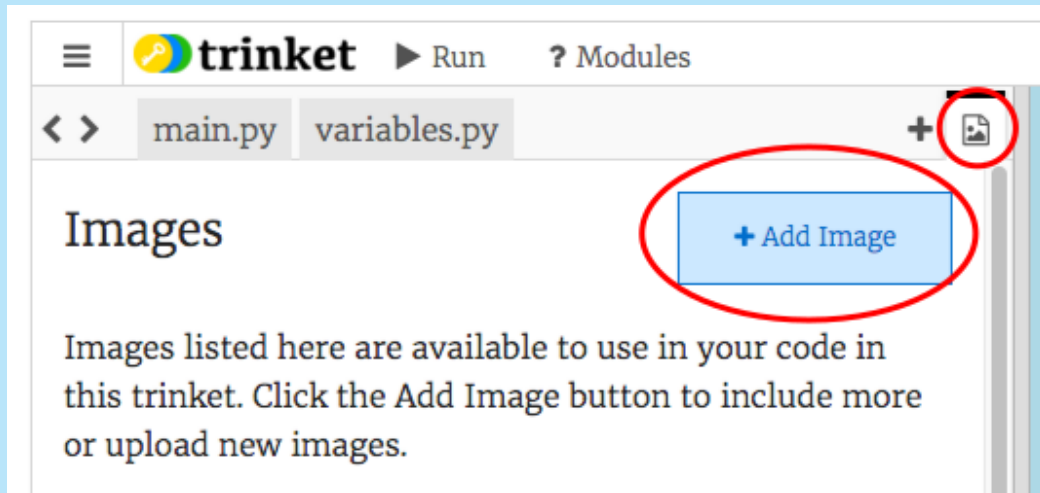 trinket Run ? Modules
main.py variables.py
Images + Add Image
Images listed here are available to use in your code in
this trinket. Click the Add Image button to include more
or upload new images.